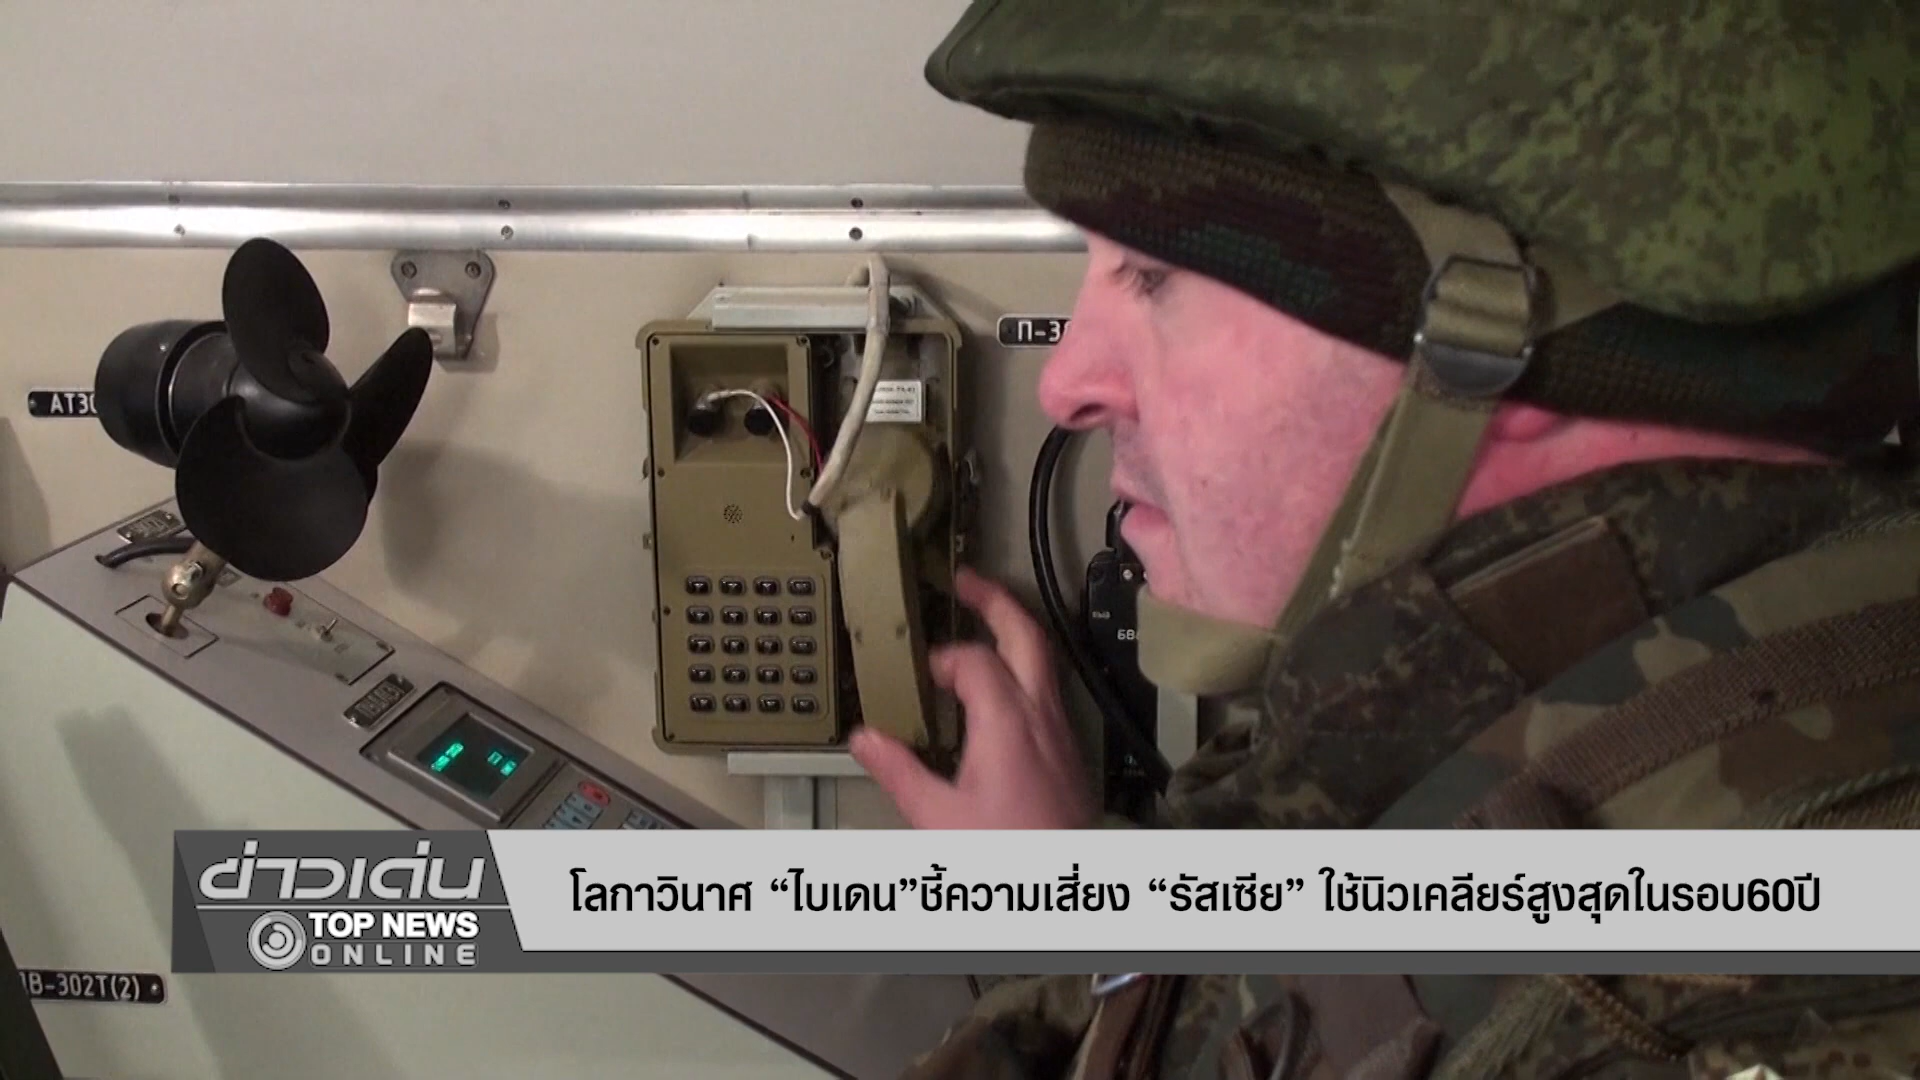 П-3
AT30
ПВ-302Т(2)
ข่าวเด่น
TOP NEWS
ONLINE
โลกาวินาศ “ไบเดน”ชี้ความเสี่ยง “รัสเซีย” ใช้นิวเคลียร์สูงสุดในรอบ60ปี